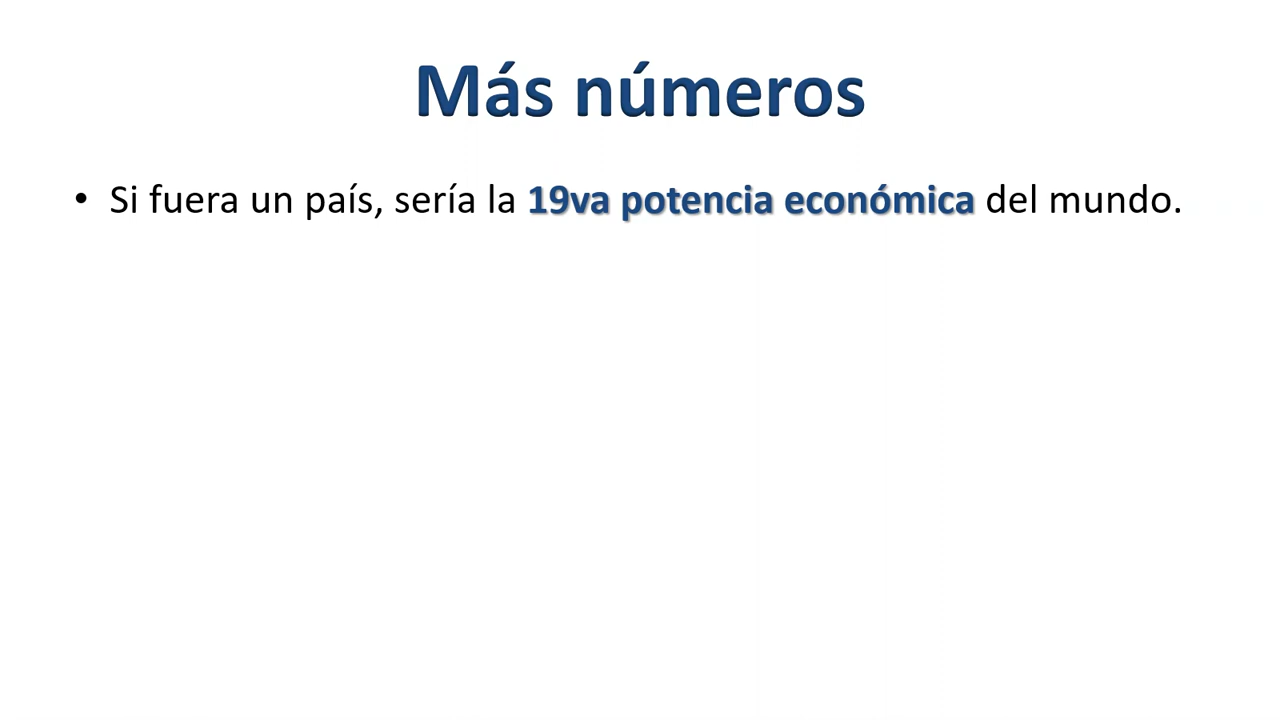 Más números
• Si fuera un país, sería la 19va potencia económica del mundo.